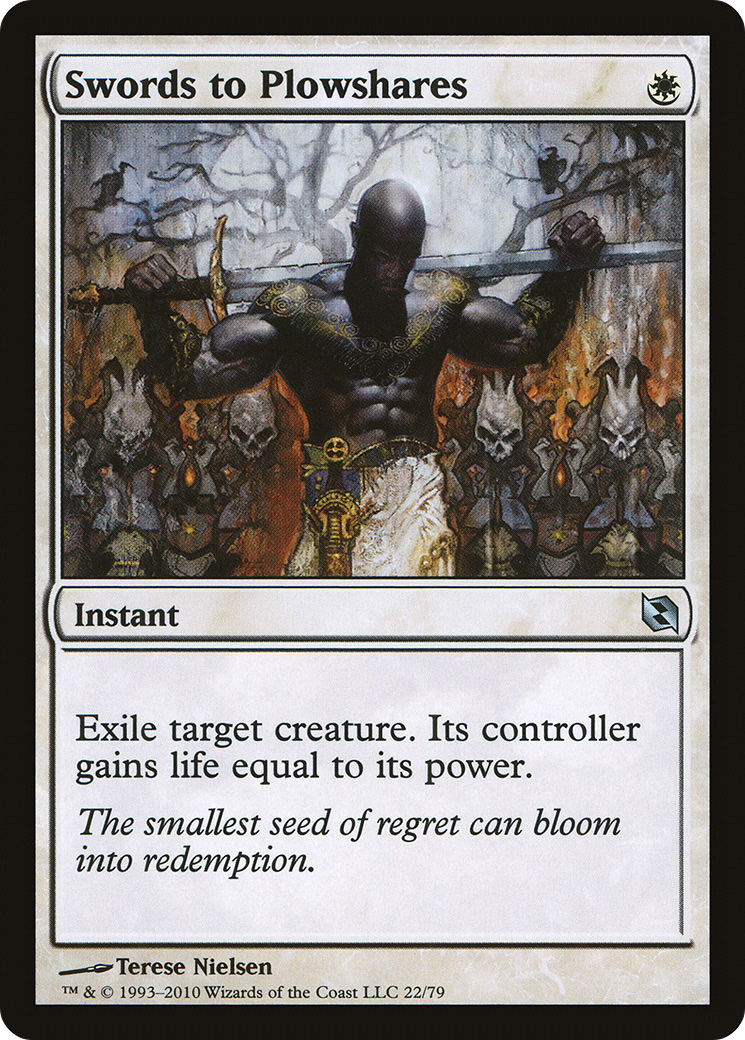 Swords to Plowshares
Instant
Exile target creature. Its controller
gains life equal to its power.
The smallest seed of regret can bloom
into redemption.
Terese Nielsen
™ & © 1993–2010 Wizards of the Coast LLC 22/79